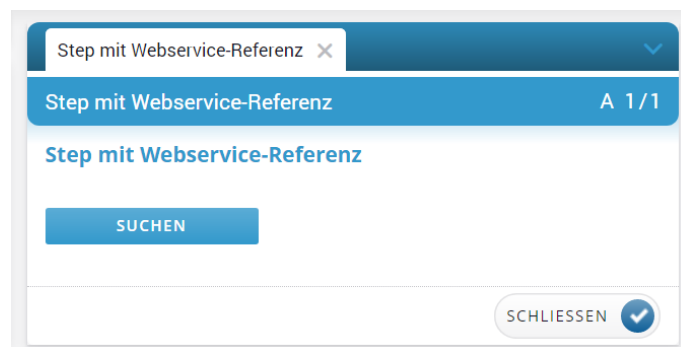 Step mit Webservice-Referenz
Step mit Webservice-Referenz A 1/1
Step mit Webservice-Referenz
SUCHEN
SCHLIESSEN